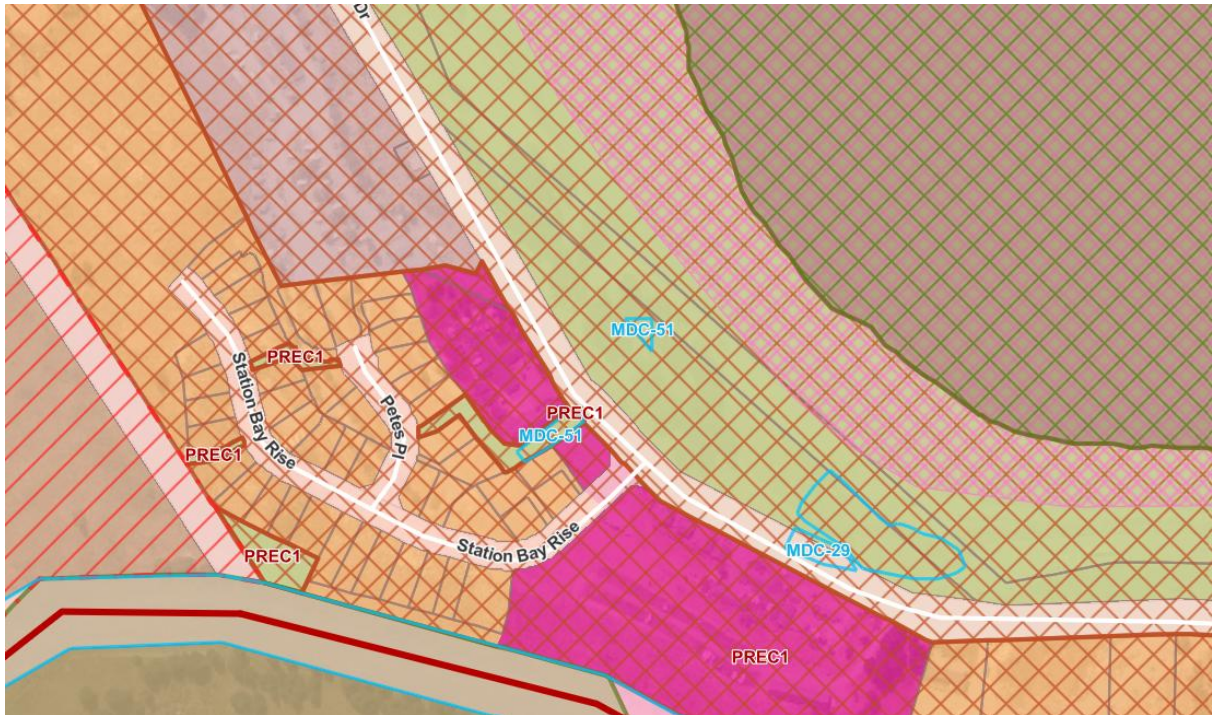 Dr
MDC-51
PREC1
Station Bay Rise
Petes Pl
PREC1
MDC-51
PREC1
Station Bay Rise
MDC-29
PREC1
PREC1